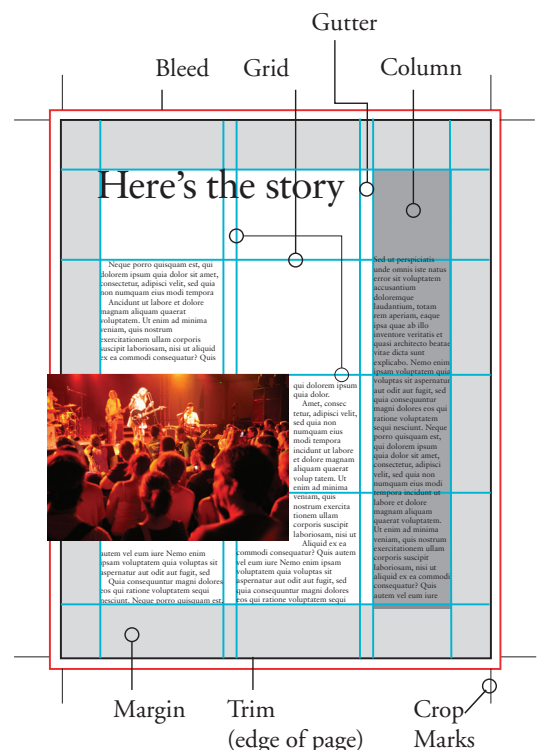 Gutter
Bleed
Grid
Column
Here's the story
Neque porro quisquam est, qui
dolorem ipsum quia dolor sit amet,
consectetur, adipisci velit, sed quia
non numquam eius modi tempora
Ancidunt ut labore et dolore
magnam aliquam quaerat
voluptatem. Ut enim ad minima
veniam, quis nostrum
exercitationem ullam corporis
suscipit laboriosam, nisi ut aliquid
ex ea commodi consequatur? Quis
autem vel eum iure Nemo enim
ipsam voluptatem quia voluptas sit
aspernatur aut odit aut fugit, sed
Quia consequuntur magni dolores
eos qui ratione voluptatem sequi
nesciunt. Neque porro quisquam est,
qui dolorem ipsum
quia dolor.
Amet, consec
tetur, adipisci velit,
sed quia non
numquam eius
modi tempora
incidunt ut labore
et dolore magnam
aliquam quaerat
volup tatem. Ut
enim ad minima
veniam, quis
nostrum exercita
tionem ullam
corporis suscipit
laboriosam, nisi ut
Aliquid ex ea
commodi consequatur? Quis autem
vel eum iure Nemo enim ipsam
voluptatem quia voluptas sit
aspernatur aut odit aut fugit, sed
quia consequuntur magni dolores
eos qui ratione voluptatem sequi
Sed ut perspiciatis
unde omnis iste natus
error sit voluptatem
accusantium
doloremque
laudantium, totam
rem aperiam, eaque
ipsa quae ab illo
inventore veritatis et
quasi architecto beatae
vitae dicta sunt
explicabo. Nemo enim
ipsam voluptatem quia
voluptas sit aspernatur
aut odit aut fugit, sed
quia consequuntur
magni dolores eos qui
ratione voluptatem
sequi nesciunt. Neque
porro quisquam est,
qui dolorem ipsum
quia dolor sit amet,
consectetur, adipisci
velit, sed quia non
numquam eius modi
tempora incidunt ut
labore et dolore
magnam aliquam
quaerat voluptatem.
Ut enim ad minima
veniam, quis nostrum
exercitationem ullam
corporis suscipit
laboriosam, nisi ut
aliquid ex ea commodi
consequatur? Quis
autem vel eum iure
Margin
Trim
(edge of page)
Crop
Marks